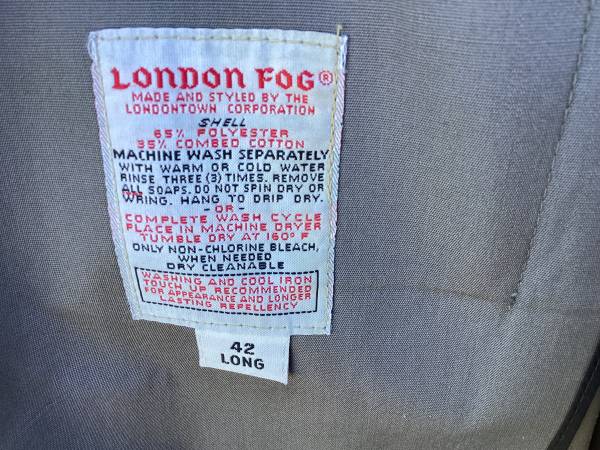 LONDON FOG®
MADE AND STYLED BY THE
LONDONTOWN CORPORATION
SHELL
65% POLYESTER
35% COMBED COTTON
MACHINE WASH SEPARATELY
WITH WARM OR COLD WATER
RINSE THREE (3) TIMES. REMOVE
ALL SOAPS. DO NOT SPIN DRY OR
WRING. HANG TO DRIP DRY.
- OR -
COMPLETE WASH CYCLE
PLACE IN MACHINE DRYER
TUMBLE DRY AT 160° F
ONLY NON-CHLORINE BLEACH,
WHEN NEEDED
DRY CLEANABLE
WASHING AND COOL IRON
TOUCH UP RECOMMENDED
FOR APPEARANCE AND LONGER
LASTING REPELLENCY
42
LONG